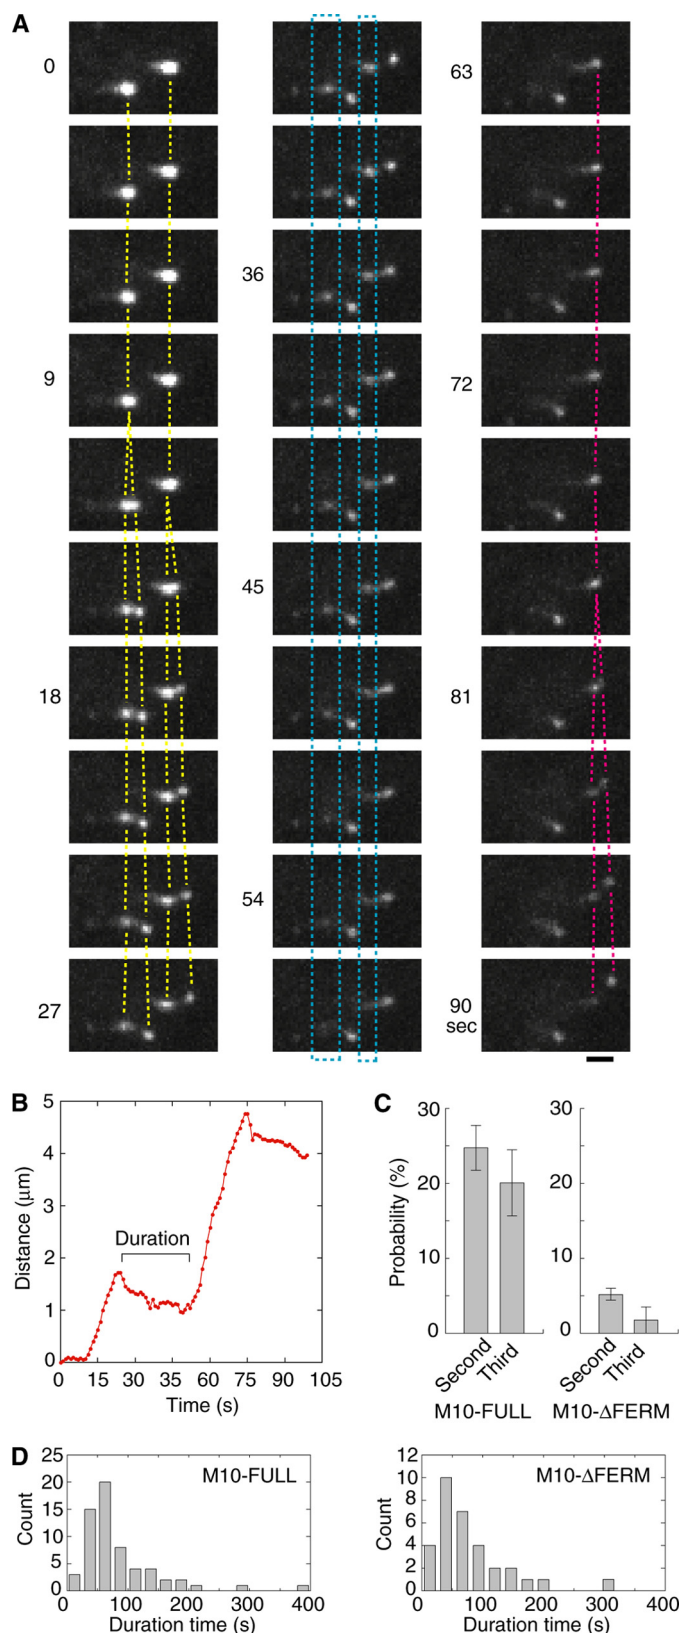 A
0
9
18
27
36
45
54
63
72
81
90
sec
B
Distance (μm)
5
4
3
2
1
0
Duration
0 15 30 45 60 75 90 105
Time (s)
C
Probability (%)
30
20
10
0
Second Third
M10-FULL
30
20
10
0
Second Third
M10-ΔFERM
D
M10-FULL
Count
25
20
15
10
5
0
0 100 200 300 400
Duration time (s)
M10-ΔFERM
Count
12
10
8
6
4
2
0
0 100 200 300 400
Duration time (s)